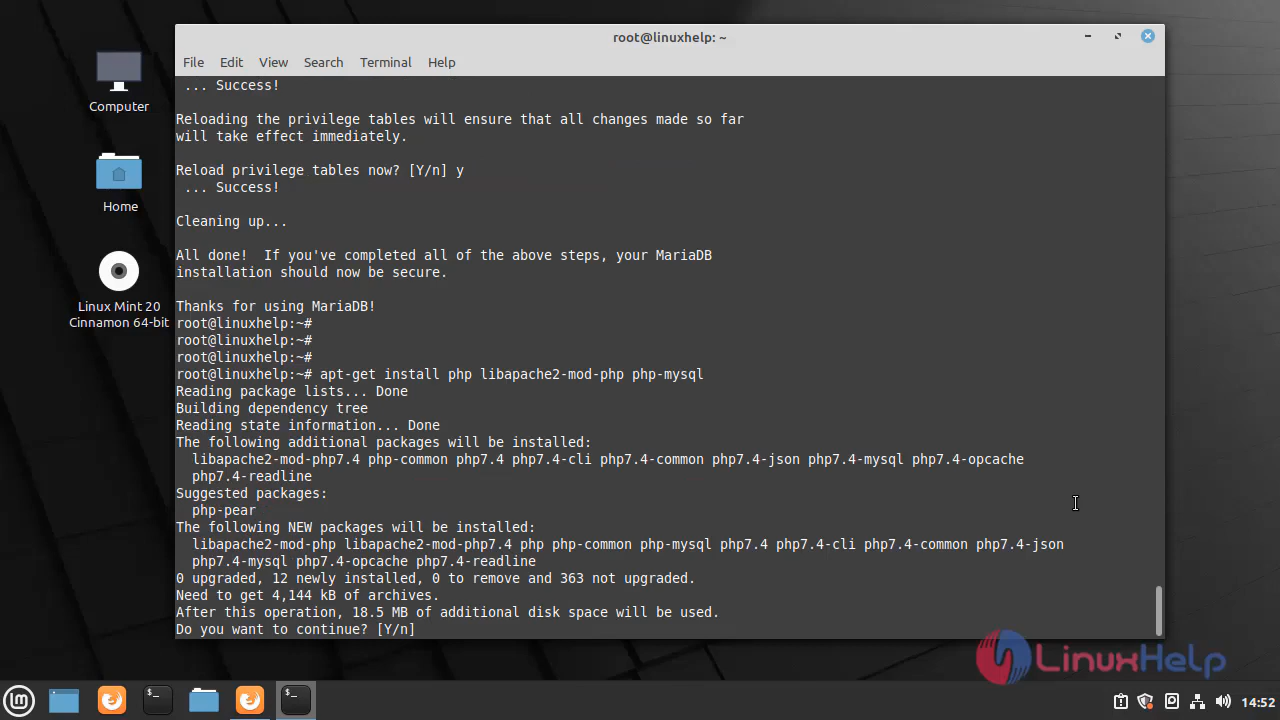 root@linuxhelp: ~
File Edit View Search Terminal Help
... Success!
Reloading the privilege tables will ensure that all changes made so far
will take effect immediately.
Reload privilege tables now? [Y/n] y
... Success!
Cleaning up...
All done!  If you've completed all of the above steps, your MariaDB
installation should now be secure.
Thanks for using MariaDB!
root@linuxhelp:~#
root@linuxhelp:~#
root@linuxhelp:~#
root@linuxhelp:~# apt-get install php libapache2-mod-php php-mysql
Reading package lists... Done
Building dependency tree
Reading state information... Done
The following additional packages will be installed:
libapache2-mod-php7.4 php-common php7.4 php7.4-cli php7.4-common php7.4-json php7.4-mysql php7.4-opcache
php7.4-readline
Suggested packages:
php-pear
The following NEW packages will be installed:
libapache2-mod-php libapache2-mod-php7.4 php php-common php-mysql php7.4 php7.4-cli php7.4-common php7.4-json
php7.4-mysql php7.4-opcache php7.4-readline
0 upgraded, 12 newly installed, 0 to remove and 363 not upgraded.
Need to get 4,144 kB of archives.
After this operation, 18.5 MB of additional disk space will be used.
Do you want to continue? [Y/n]
Computer
Home
Linux Mint 20
Cinnamon 64-bit
LinuxHelp
14:52